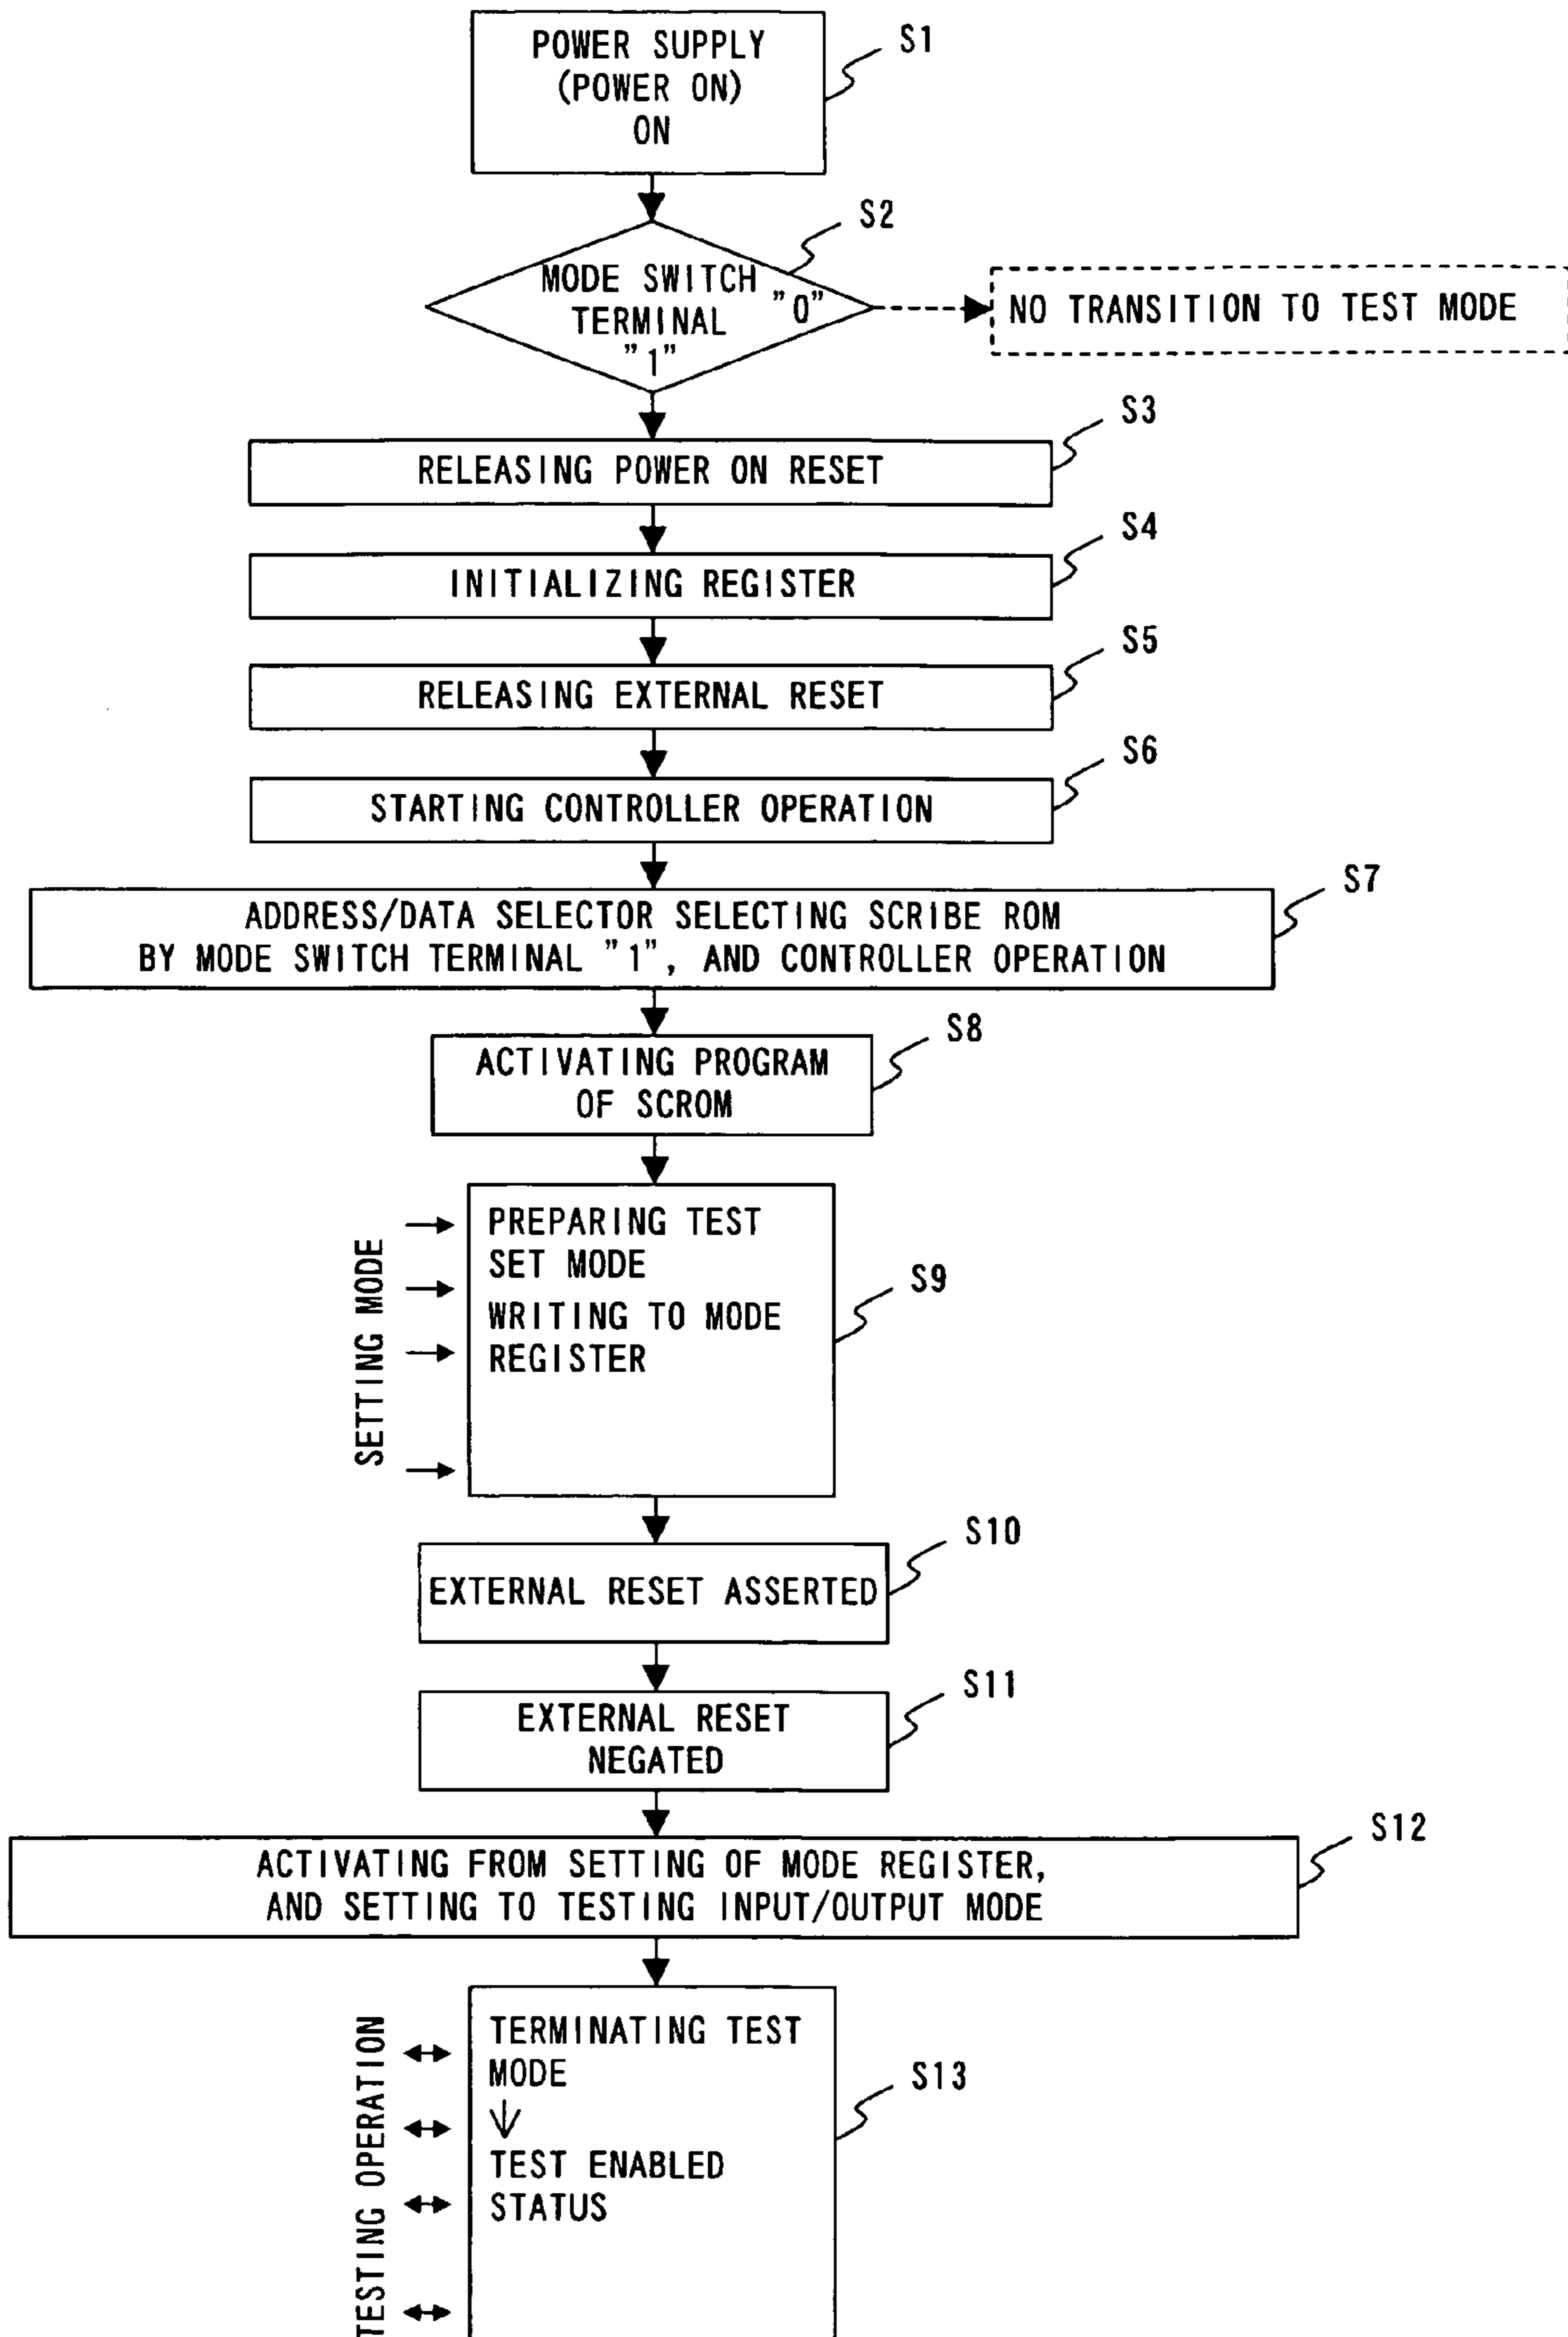 POWER SUPPLY
(POWER ON)
ON
S1
S2
MODE SWITCH
TERMINAL
"0"
"1"
NO TRANSITION TO TEST MODE
S3
RELEASING POWER ON RESET
S4
INITIALIZING REGISTER
S5
RELEASING EXTERNAL RESET
S6
STARTING CONTROLLER OPERATION
S7
ADDRESS/DATA SELECTOR SELECTING SCRIBE ROM
BY MODE SWITCH TERMINAL "1", AND CONTROLLER OPERATION
S8
ACTIVATING PROGRAM
OF SCROM
SETTING MODE
PREPARING TEST
SET MODE
WRITING TO MODE
REGISTER
S9
S10
EXTERNAL RESET ASSERTED
S11
EXTERNAL RESET
NEGATED
S12
ACTIVATING FROM SETTING OF MODE REGISTER,
AND SETTING TO TESTING INPUT/OUTPUT MODE
TESTING OPERATION
TERMINATING TEST
MODE
↓
TEST ENABLED
STATUS
S13